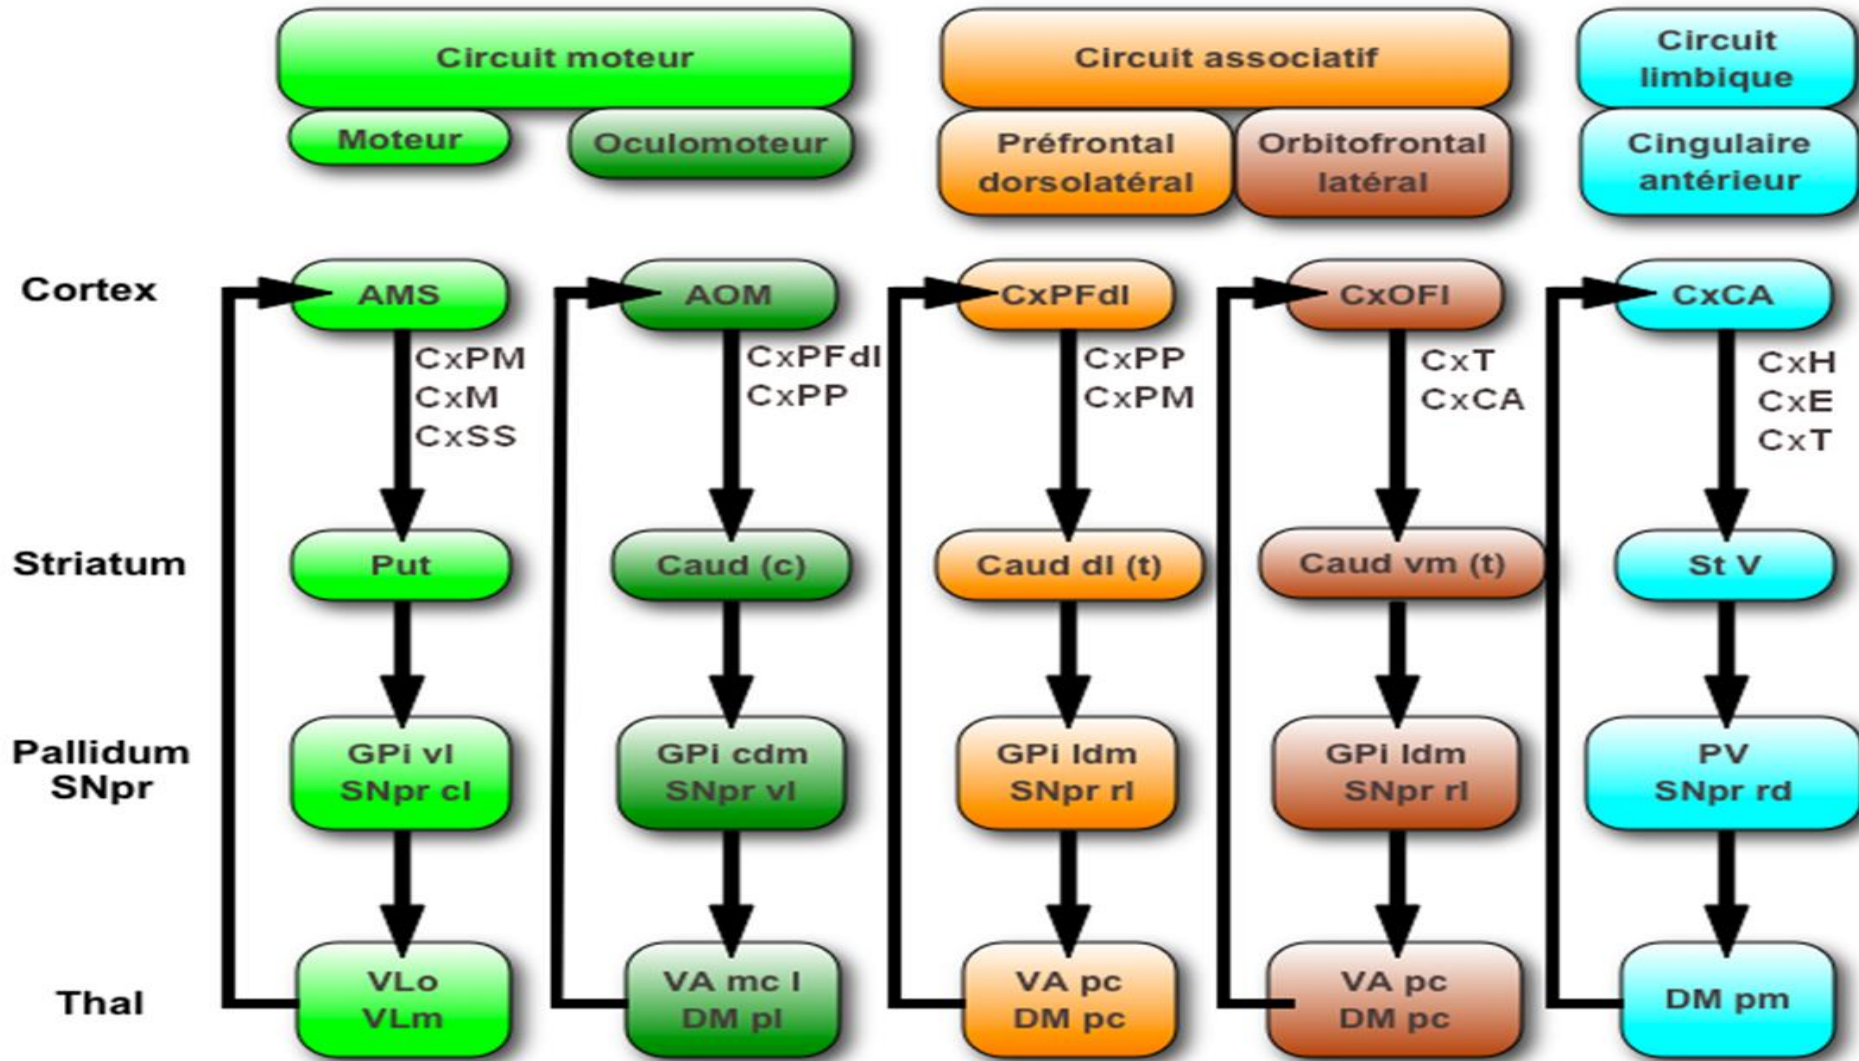 Circuit moteur
Circuit associatif
Circuit
limbique
Moteur
Oculomoteur
Préfrontal
dorsolatéral
Orbitofrontal
latéral
Cingulaire
antérieur
Cortex
AMS
AOM
CxPFdl
CxOFl
CxCA
CxPM
CxM
CxSS
CxPFdl
CxPP
CxPP
CxPM
CxT
CxCA
CxH
CxE
CxT
Striatum
Put
Caud (c)
Caud dl (t)
Caud vm (t)
St V
Pallidum
SNpr
GPi vl
SNpr cl
GPi cdm
SNpr vl
GPi ldm
SNpr rl
GPi ldm
SNpr rl
PV
SNpr rd
Thal
VLo
VLm
VA mc l
DM pl
VA pc
DM pc
VA pc
DM pc
DM pm